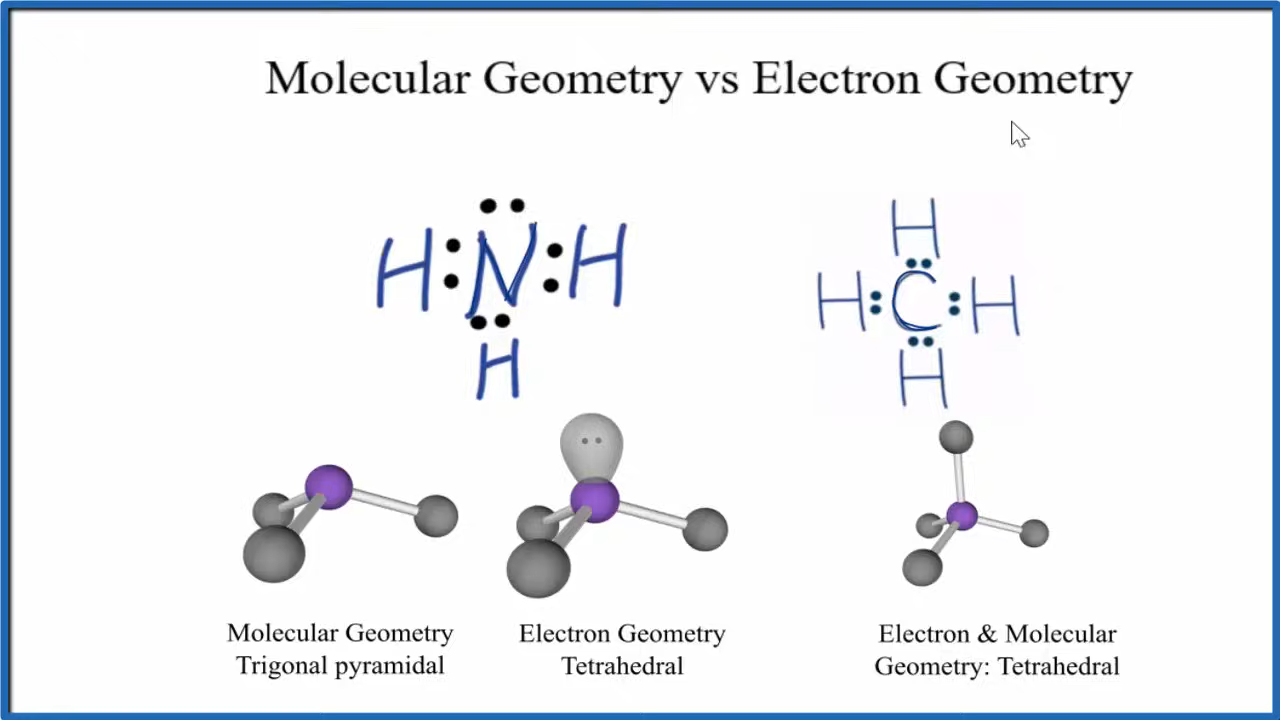 Molecular Geometry vs Electron Geometry
H : N : H
H
H
H : C : H
H
Molecular Geometry
Trigonal pyramidal
Electron Geometry
Tetrahedral
Electron & Molecular
Geometry: Tetrahedral